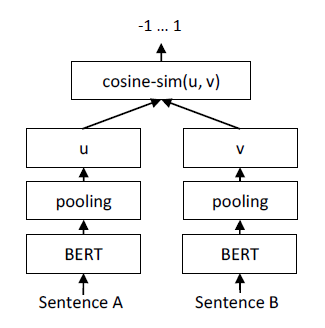 -1 … 1
cosine-sim(u, v)
u
v
pooling
pooling
BERT
BERT
Sentence A
Sentence B